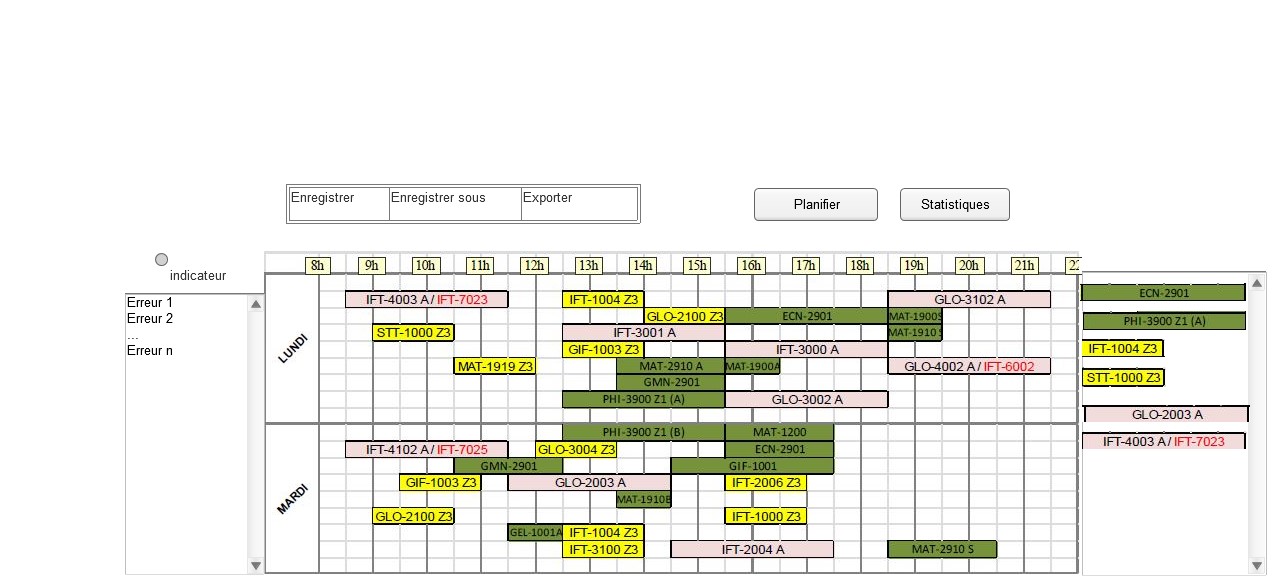 Enregistrer Enregistrer sous Exporter
Planifier Statistiques
indicateur
Erreur 1
Erreur 2
...
Erreur n
8h 9h 10h 11h 12h 13h 14h 15h 16h 17h 18h 19h 20h 21h 22
LUNDI
IFT-4003 A / IFT-7023 IFT-1004 Z3 GLO-3102 A
GLO-2100 Z3 ECN-2901 MAT-1900S
STT-1000 Z3 IFT-3001 A MAT-1910 S
GIF-1003 Z3 IFT-3000 A
MAT-1919 Z3 MAT-2910 A MAT-1900A GLO-4002 A / IFT-6002
GMN-2901
PHI-3900 Z1 (A) GLO-3002 A
MARDI
PHI-3900 Z1 (B) MAT-1200
IFT-4102 A / IFT-7025 GLO-3004 Z3 ECN-2901
GMN-2901 GIF-1001
GIF-1003 Z3 GLO-2003 A IFT-2006 Z3
MAT-1910B
GLO-2100 Z3 IFT-1000 Z3
GEL-1001A IFT-1004 Z3
IFT-3100 Z3 IFT-2004 A MAT-2910 S
ECN-2901
PHI-3900 Z1 (A)
IFT-1004 Z3
STT-1000 Z3
GLO-2003 A
IFT-4003 A / IFT-7023